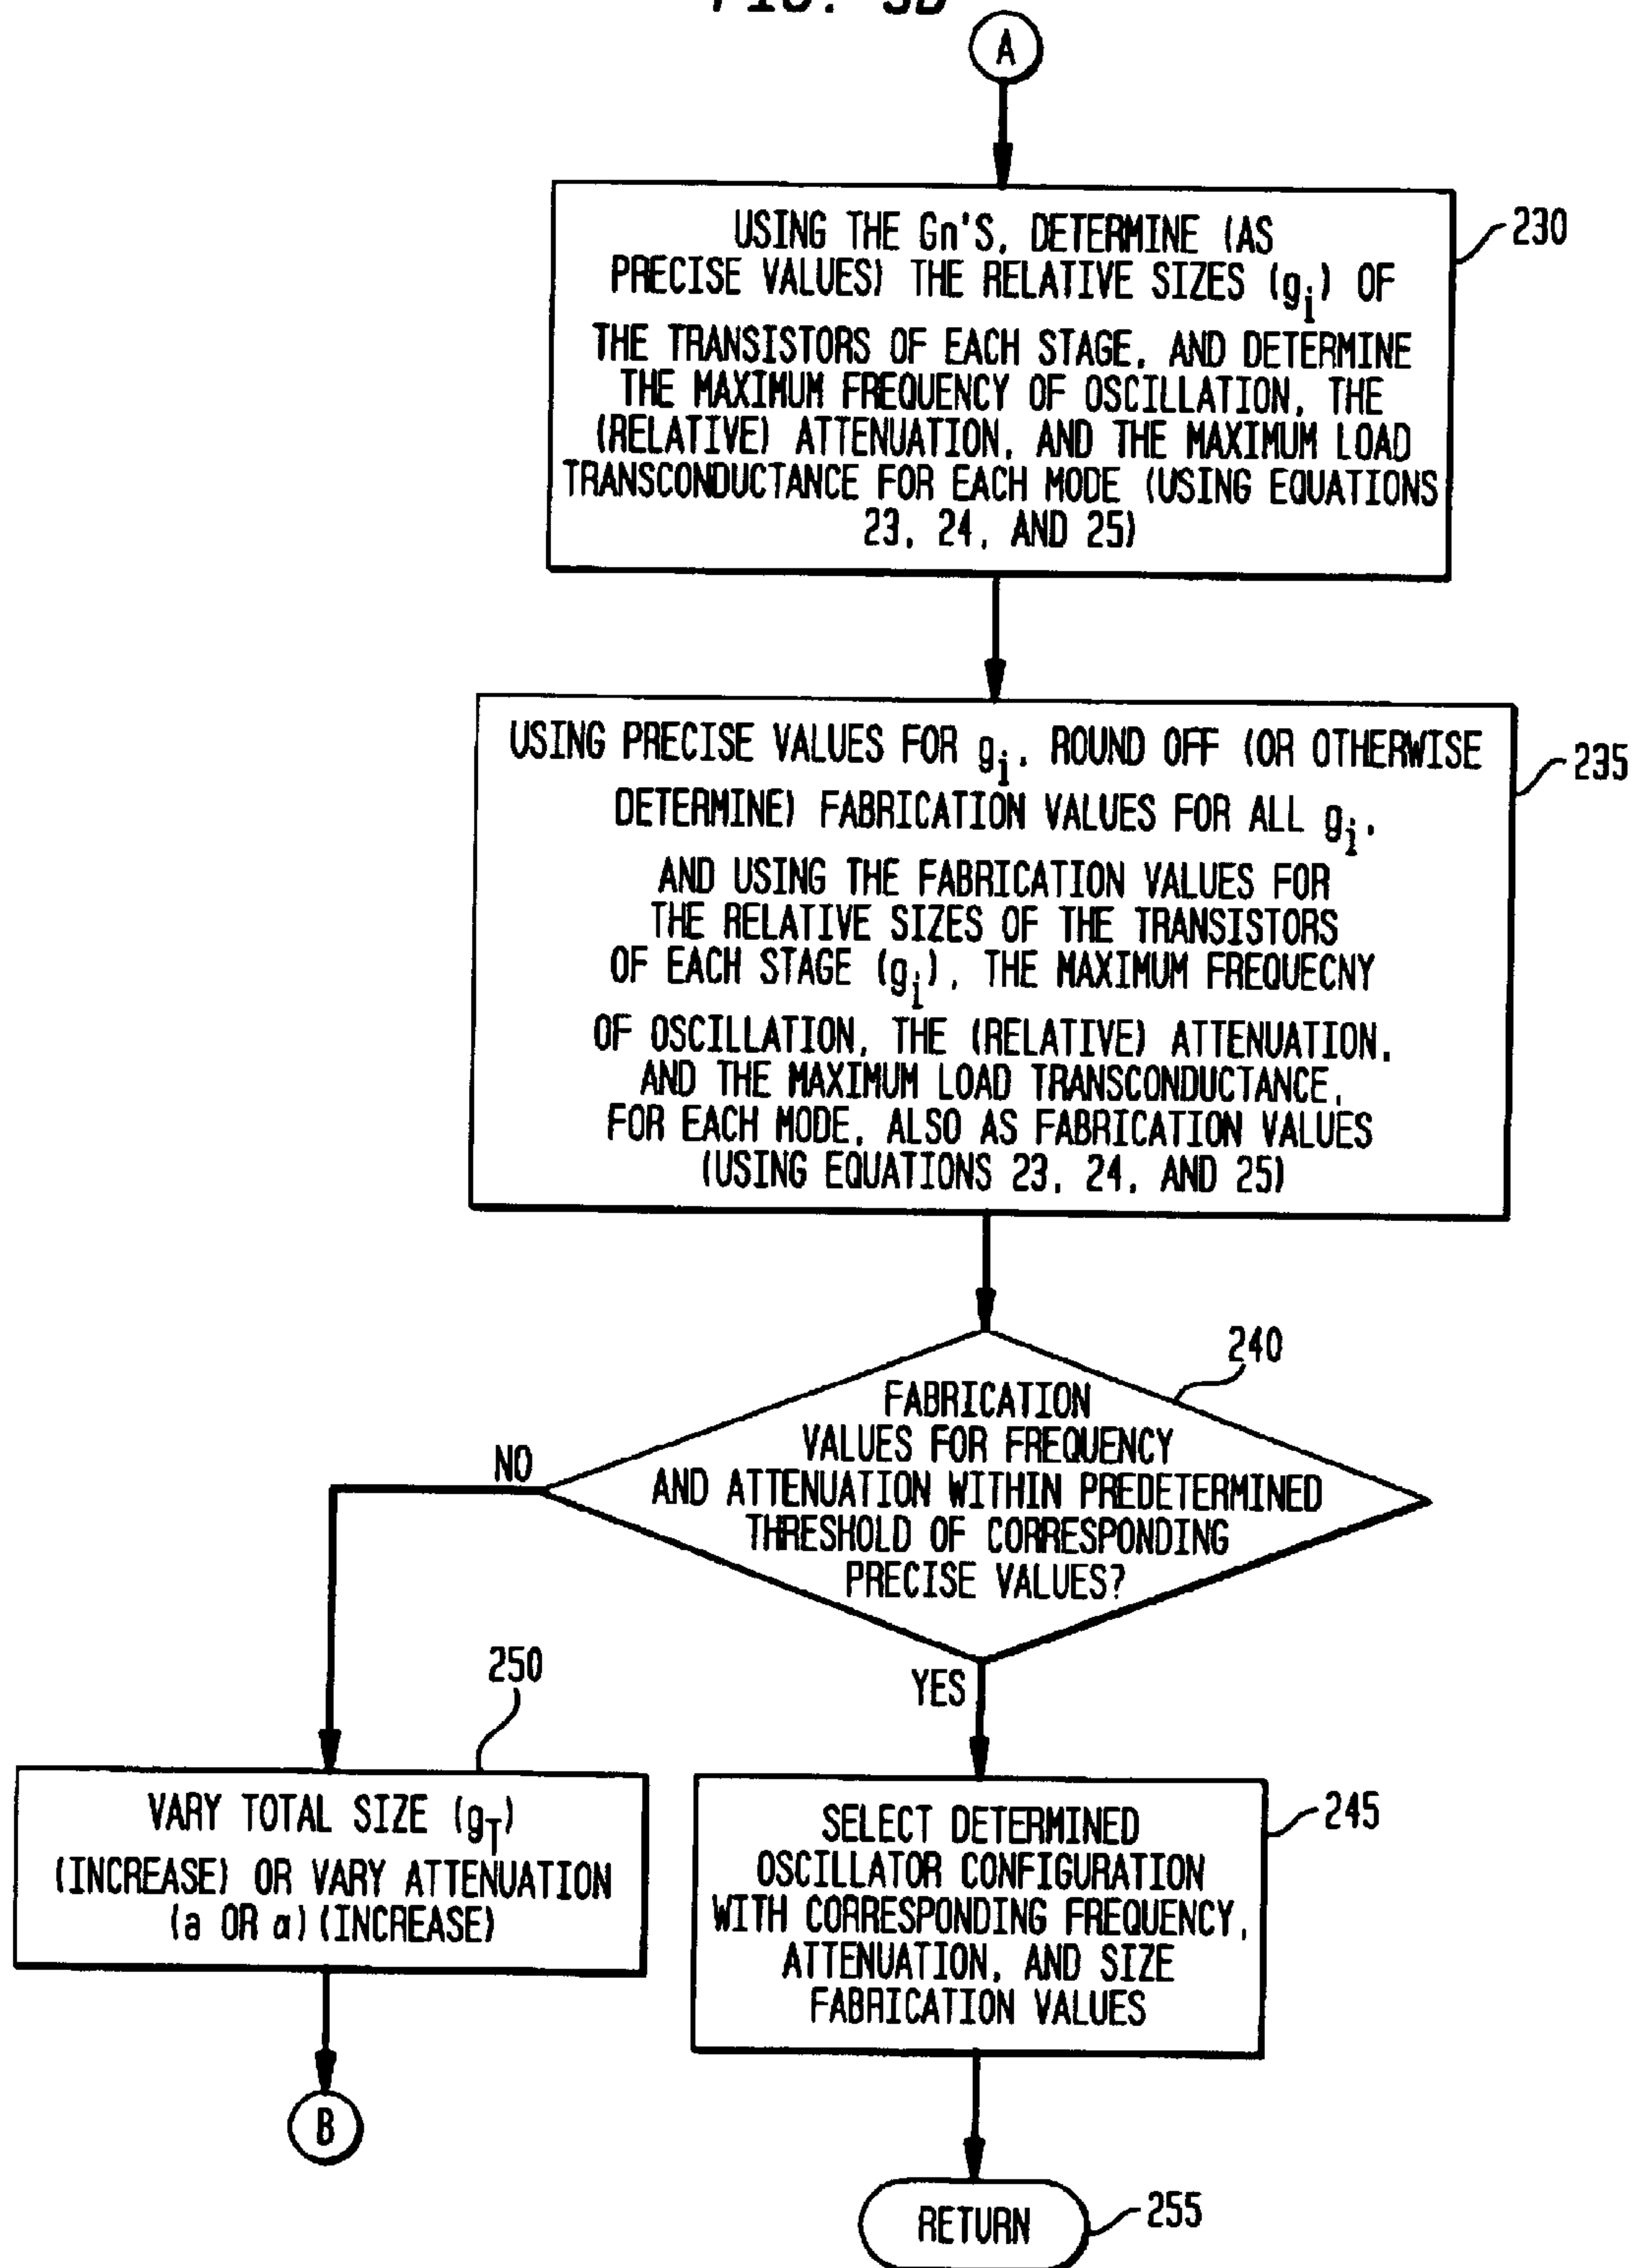 A
USING THE Gn'S, DETERMINE (AS
PRECISE VALUES) THE RELATIVE SIZES (gi) OF
THE TRANSISTORS OF EACH STAGE, AND DETERMINE
THE MAXIMUM FREQUENCY OF OSCILLATION, THE
(RELATIVE) ATTENUATION, AND THE MAXIMUM LOAD
TRANSCONDUCTANCE FOR EACH MODE (USING EQUATIONS
23, 24, AND 25)
230
USING PRECISE VALUES FOR gi, ROUND OFF (OR OTHERWISE
DETERMINE) FABRICATION VALUES FOR ALL gi,
AND USING THE FABRICATION VALUES FOR
THE RELATIVE SIZES OF THE TRANSISTORS
OF EACH STAGE (gi), THE MAXIMUM FREQUECNY
OF OSCILLATION, THE (RELATIVE) ATTENUATION,
AND THE MAXIMUM LOAD TRANSCONDUCTANCE,
FOR EACH MODE, ALSO AS FABRICATION VALUES
(USING EQUATIONS 23, 24, AND 25)
235
240
FABRICATION
VALUES FOR FREQUENCY
AND ATTENUATION WITHIN PREDETERMINED
THRESHOLD OF CORRESPONDING
PRECISE VALUES?
NO
YES
250
VARY TOTAL SIZE (gT)
(INCREASE) OR VARY ATTENUATION
(a OR α) (INCREASE)
B
SELECT DETERMINED
OSCILLATOR CONFIGURATION
WITH CORRESPONDING FREQUENCY,
ATTENUATION, AND SIZE
FABRICATION VALUES
245
RETURN
255